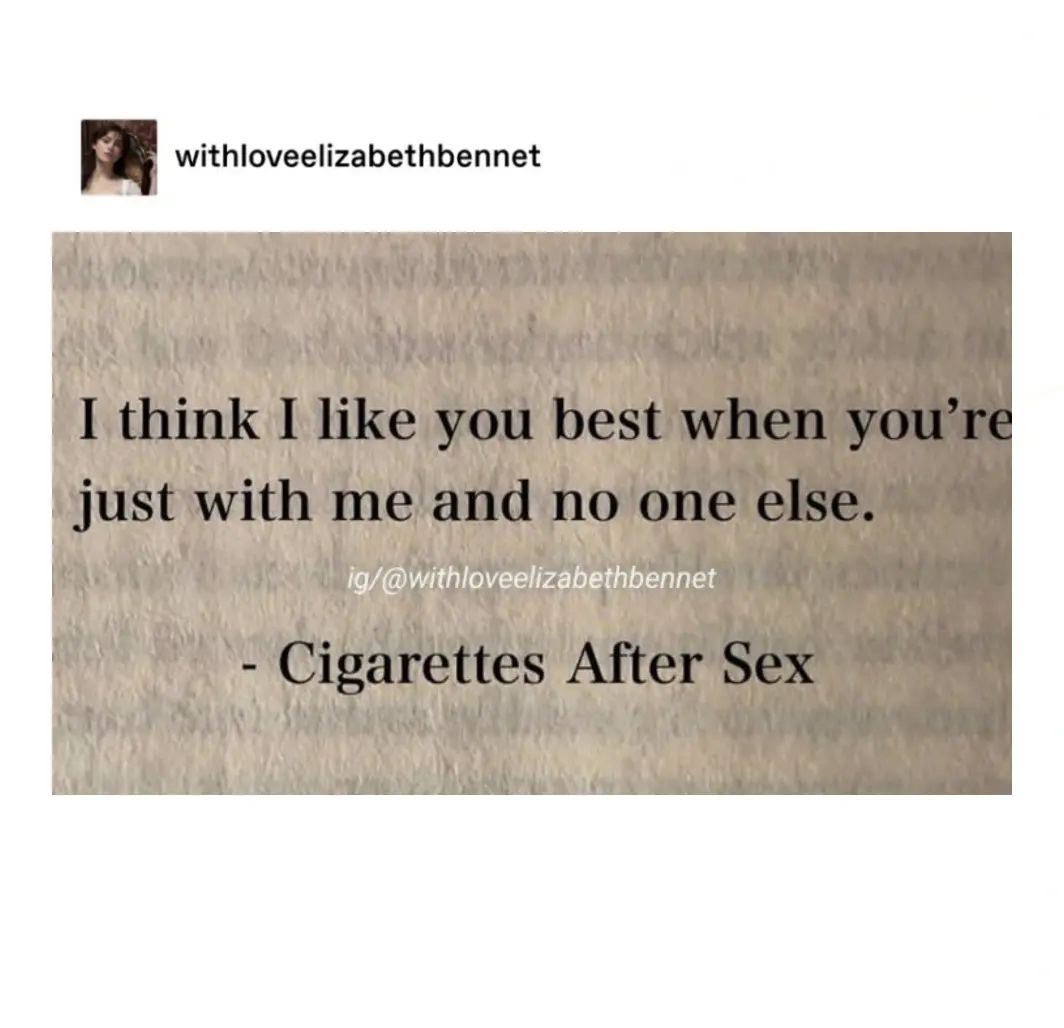 withloveelizabethbennet
I think I like you best when you’re
just with me and no one else.
ig/@withloveelizabethbennet
- Cigarettes After Sex